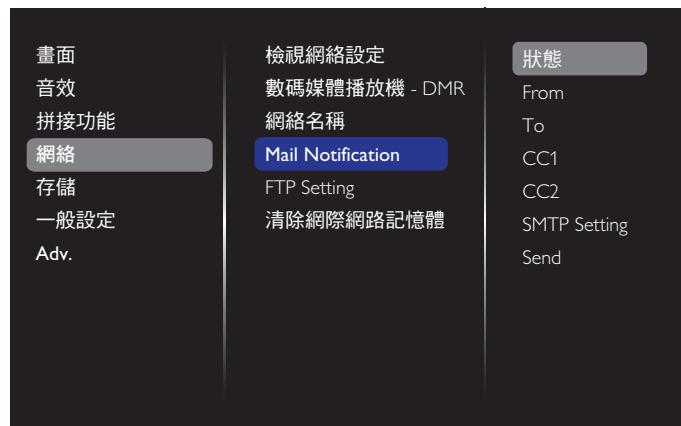 畫面
音效
拼接功能
網絡
存儲
一般設定
Adv.
檢視網絡設定
數碼媒體播放機 - DMR
網絡名稱
Mail Notification
FTP Setting
清除網際網路記憶體
狀態
From
To
CC1
CC2
SMTP Setting
Send